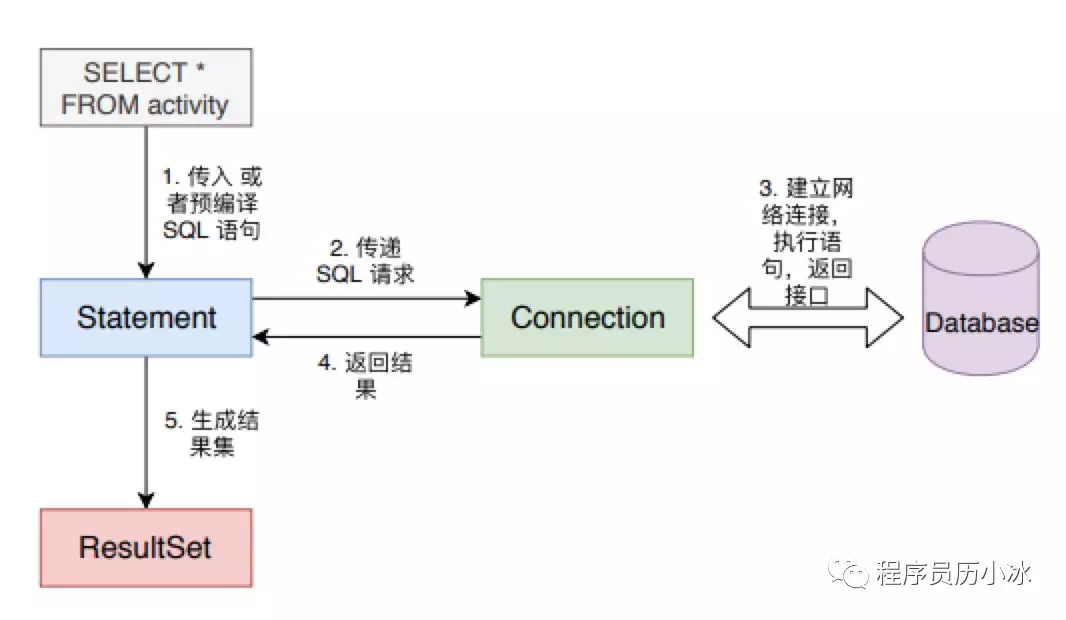 SELECT *
FROM activity
1. 传入 或
者预编译
SQL 语句
2. 传递
SQL 请求
3. 建立网
络连接，
执行语
句，返回
接口
Statement
Connection
Database
4. 返回结
果
5. 生成结
果集
ResultSet
程序员历小冰